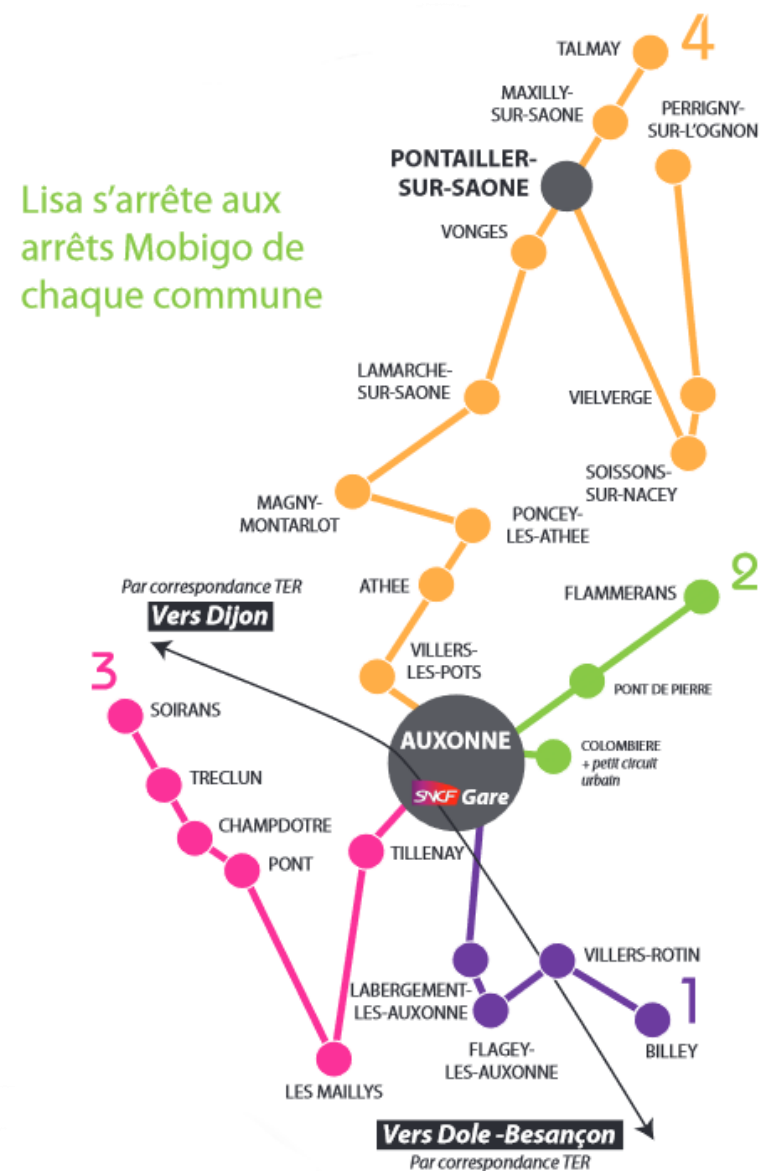 TALMAY
4
MAXILLY-
SUR-SAONE
PERRIGNY-
SUR-L'OGNON
PONTAILLER-
SUR-SAONE
Lisa s'arrête aux
arrêts Mobigo de
chaque commune
VONGES
LAMARCHE-
SUR-SAONE
VIELVERGE
SOISSONS-
SUR-NACEY
MAGNY-
MONTARLOT
PONCEY-
LES-ATHEE
ATHEE
FLAMMERANS
2
Par correspondance TER
Vers Dijon
VILLERS-
LES-POTS
3
SOIRANS
PONT DE PIERRE
AUXONNE
SNCF Gare
COLOMBIERE
+ petit circuit
urbain
TRECLUN
CHAMPDOTRE
PONT
TILLENAY
VILLERS-ROTIN
LABERGEMENT-
LES-AUXONNE
1
FLAGEY-
LES-AUXONNE
BILLEY
LES MAILLYS
Vers Dole -Besançon
Par correspondance TER